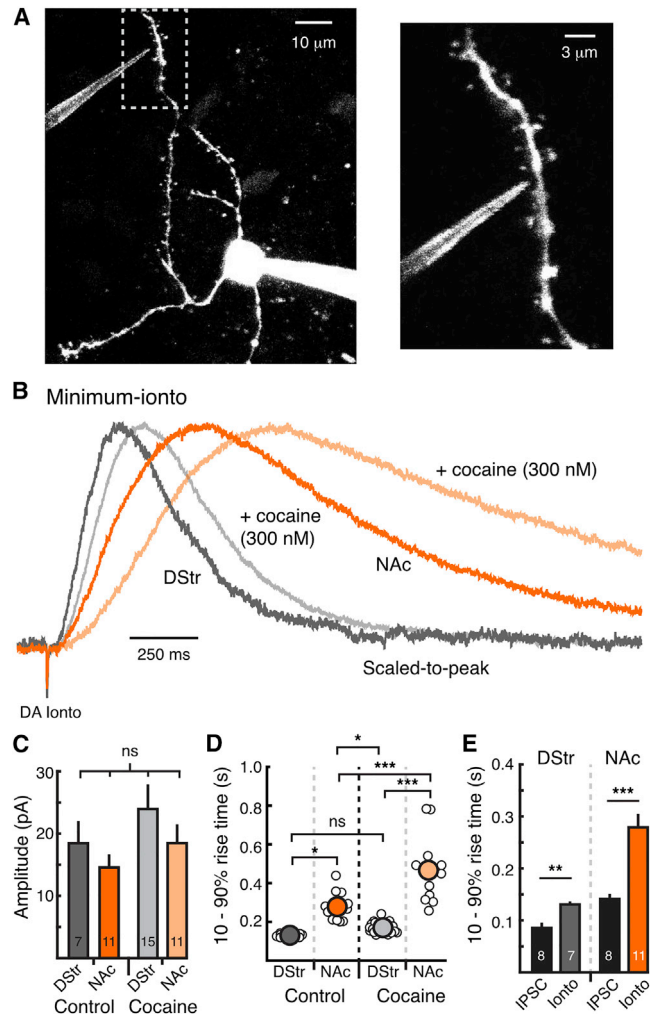 A
10 μm
3 μm
B
Minimum-ionto
+ cocaine (300 nM)
+ cocaine
(300 nM)
NAc
DStr
250 ms
Scaled-to-peak
DA Ionto
C
ns
Amplitude (pA)
30
20
10
7
11
15
11
DStr
NAc
DStr
NAc
Control
Cocaine
D
10 - 90% rise time (s)
1.0
0.8
0.6
0.4
0.2
*
***
***
ns
*
DStr
NAc
DStr
NAc
Control
Cocaine
E
DStr
NAc
10 - 90% rise time (s)
0.4
0.3
0.2
0.1
**
***
8
7
8
11
IPSC
Ionto
IPSC
Ionto